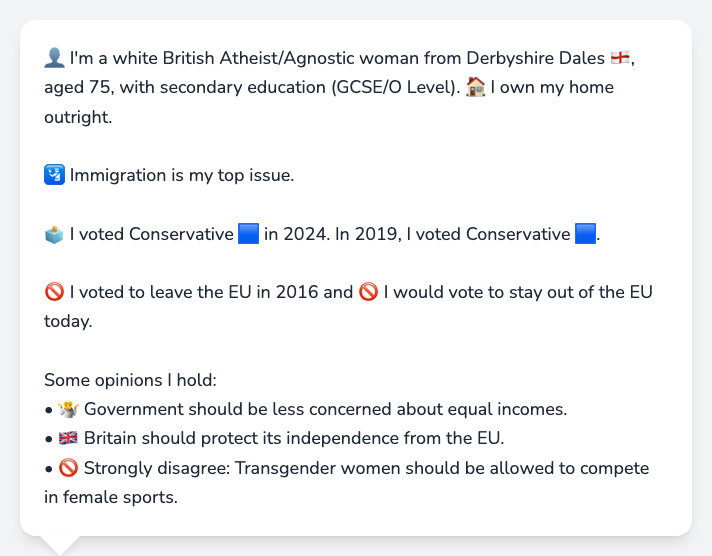 👤 I'm a white British Atheist/Agnostic woman from Derbyshire Dales 🏴󠁧󠁢󠁥󠁮󠁧󠁿,
aged 75, with secondary education (GCSE/O Level). 🏠 I own my home
outright.
🛂 Immigration is my top issue.
🗳️ I voted Conservative 🟦 in 2024. In 2019, I voted Conservative 🟦.
🚫 I voted to leave the EU in 2016 and 🚫 I would vote to stay out of the EU
today.
Some opinions I hold:
• 🤷 Government should be less concerned about equal incomes.
• 🇬🇧 Britain should protect its independence from the EU.
• 🚫 Strongly disagree: Transgender women should be allowed to compete
in female sports.